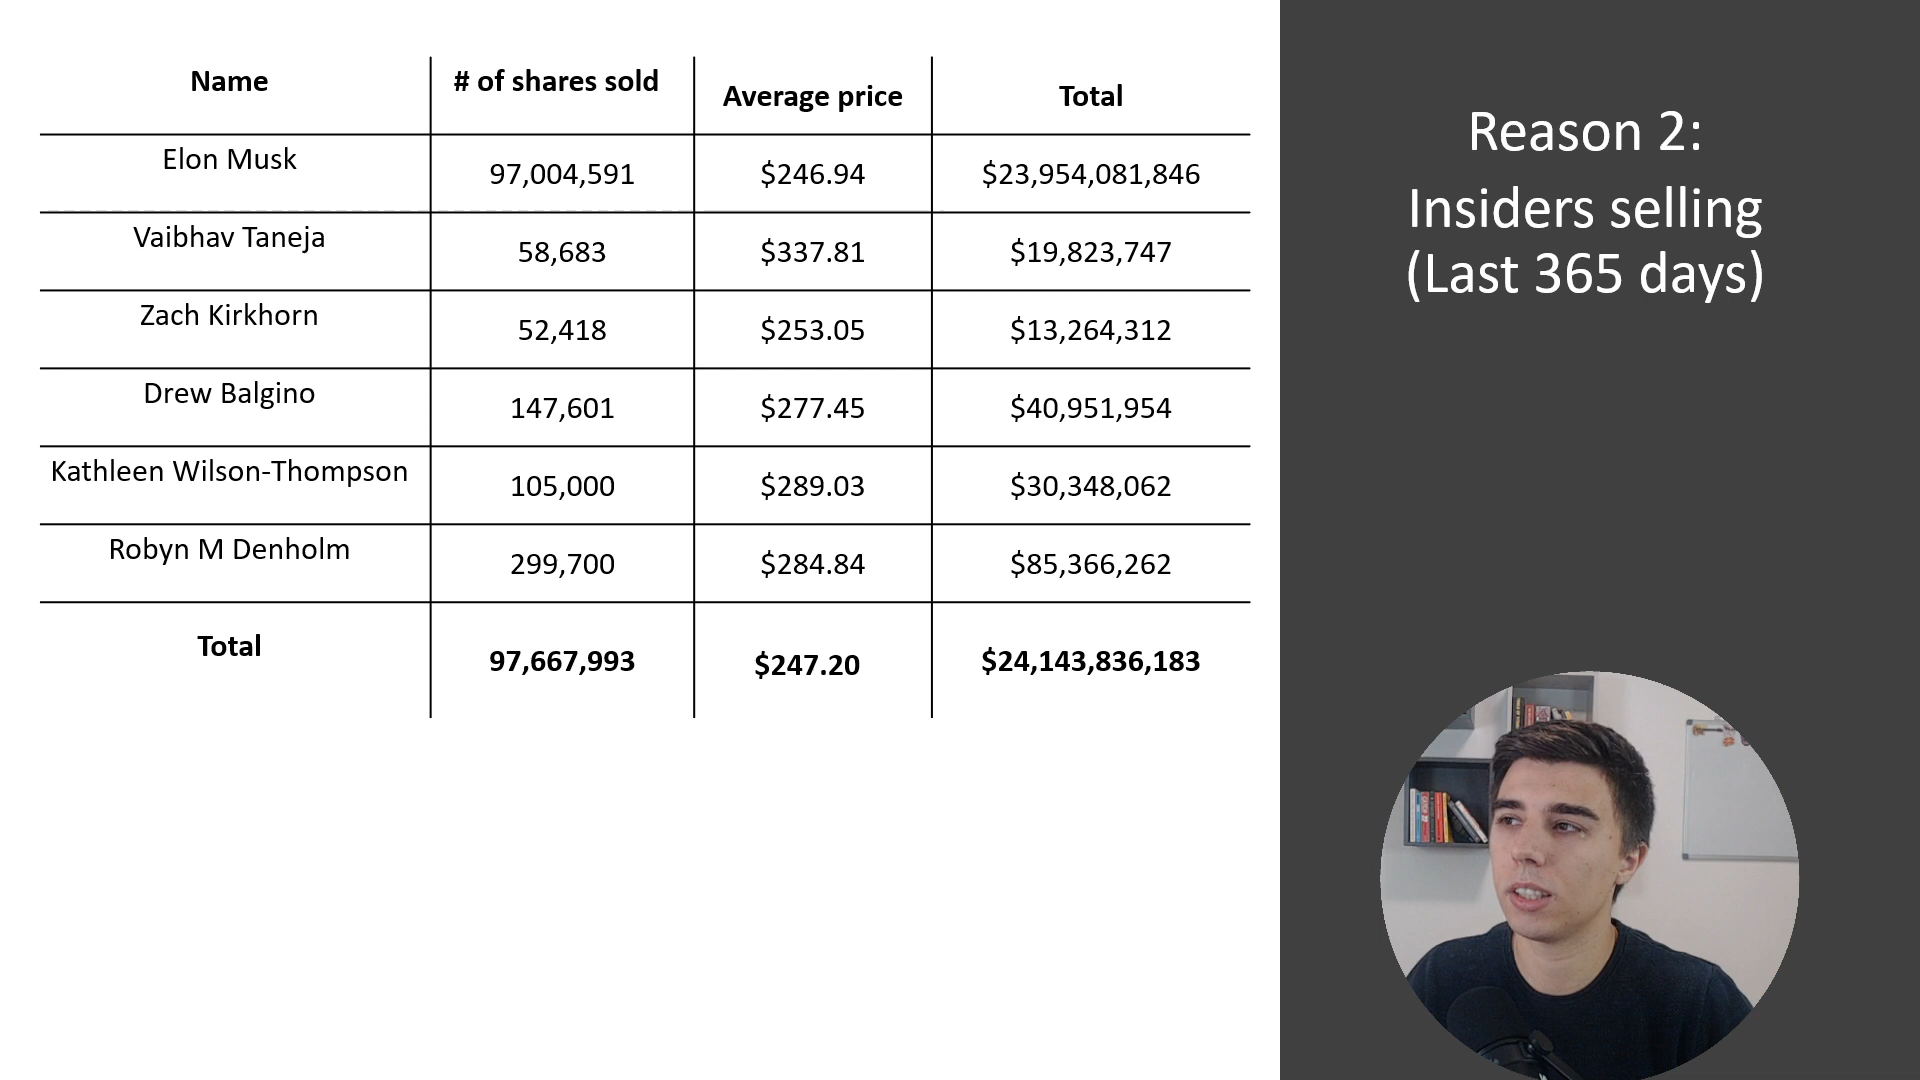 Name # of shares sold Average price Total
Elon Musk 97,004,591 $246.94 $23,954,081,846
Vaibhav Taneja 58,683 $337.81 $19,823,747
Zach Kirkhorn 52,418 $253.05 $13,264,312
Drew Balgino 147,601 $277.45 $40,951,954
Kathleen Wilson-Thompson 105,000 $289.03 $30,348,062
Robyn M Denholm 299,700 $284.84 $85,366,262
Total 97,667,993 $247.20 $24,143,836,183
Reason 2:
Insiders selling
(Last 365 days)